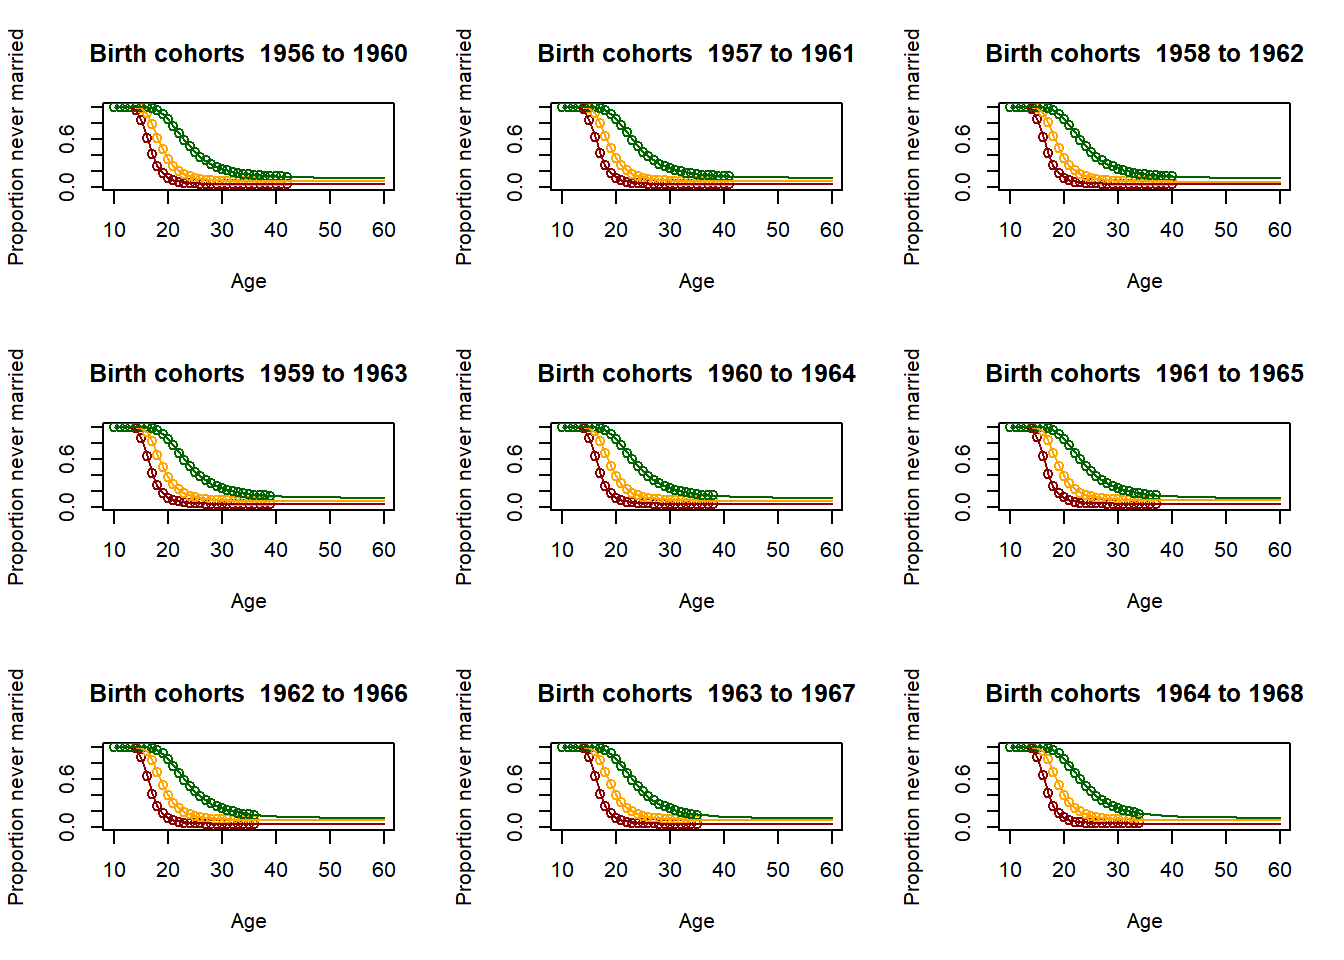 Birth cohorts  1956 to 1960
Proportion never married
0.0 0.6
10 20 30 40 50 60
Age
Birth cohorts  1957 to 1961
Proportion never married
0.0 0.6
10 20 30 40 50 60
Age
Birth cohorts  1958 to 1962
Proportion never married
0.0 0.6
10 20 30 40 50 60
Age
Birth cohorts  1959 to 1963
Proportion never married
0.0 0.6
10 20 30 40 50 60
Age
Birth cohorts  1960 to 1964
Proportion never married
0.0 0.6
10 20 30 40 50 60
Age
Birth cohorts  1961 to 1965
Proportion never married
0.0 0.6
10 20 30 40 50 60
Age
Birth cohorts  1962 to 1966
Proportion never married
0.0 0.6
10 20 30 40 50 60
Age
Birth cohorts  1963 to 1967
Proportion never married
0.0 0.6
10 20 30 40 50 60
Age
Birth cohorts  1964 to 1968
Proportion never married
0.0 0.6
10 20 30 40 50 60
Age